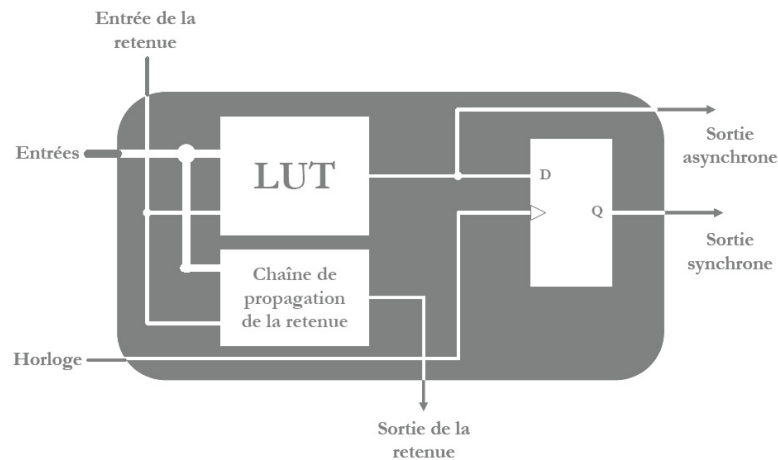 Entrée de la
retenue
Entrées
LUT
Sortie
asynchrone
D
Q
Sortie
synchrone
Chaîne de
propagation
de la retenue
Horloge
Sortie de la
retenue